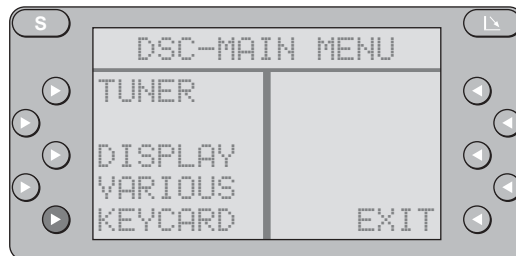 S
DSC-MAIN MENU
TUNER
DISPLAY
VARIOUS
KEYCARD EXIT